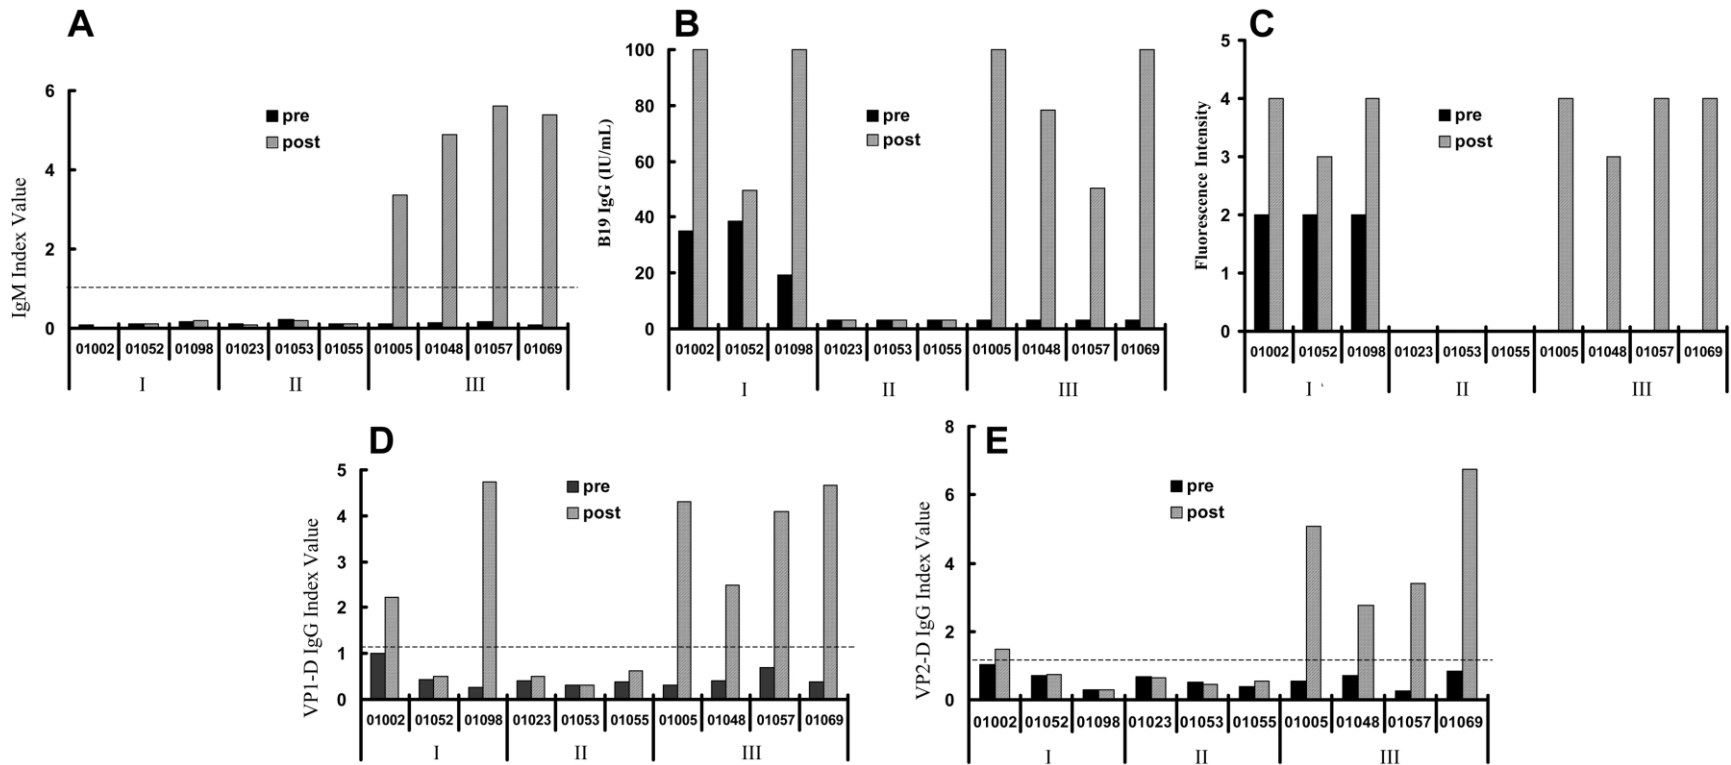 A
IgM Index Value
6
4
2
0
pre
post
01002 01052 01098 01023 01053 01055 01005 01048 01057 01069
I II III
B
B19 IgG (IU/mL)
100
80
60
40
20
0
pre
post
01002 01052 01098 01023 01053 01055 01005 01048 01057 01069
I II III
C
Fluorescence Intensity
5
4
3
2
1
0
pre
post
01002 01052 01098 01023 01053 01055 01005 01048 01057 01069
I II III
D
VP1-D IgG Index Value
5
4
3
2
1
0
pre
post
01002 01052 01098 01023 01053 01055 01005 01048 01057 01069
I II III
E
VP2-D IgG Index Value
8
6
4
2
0
pre
post
01002 01052 01098 01023 01053 01055 01005 01048 01057 01069
I II III